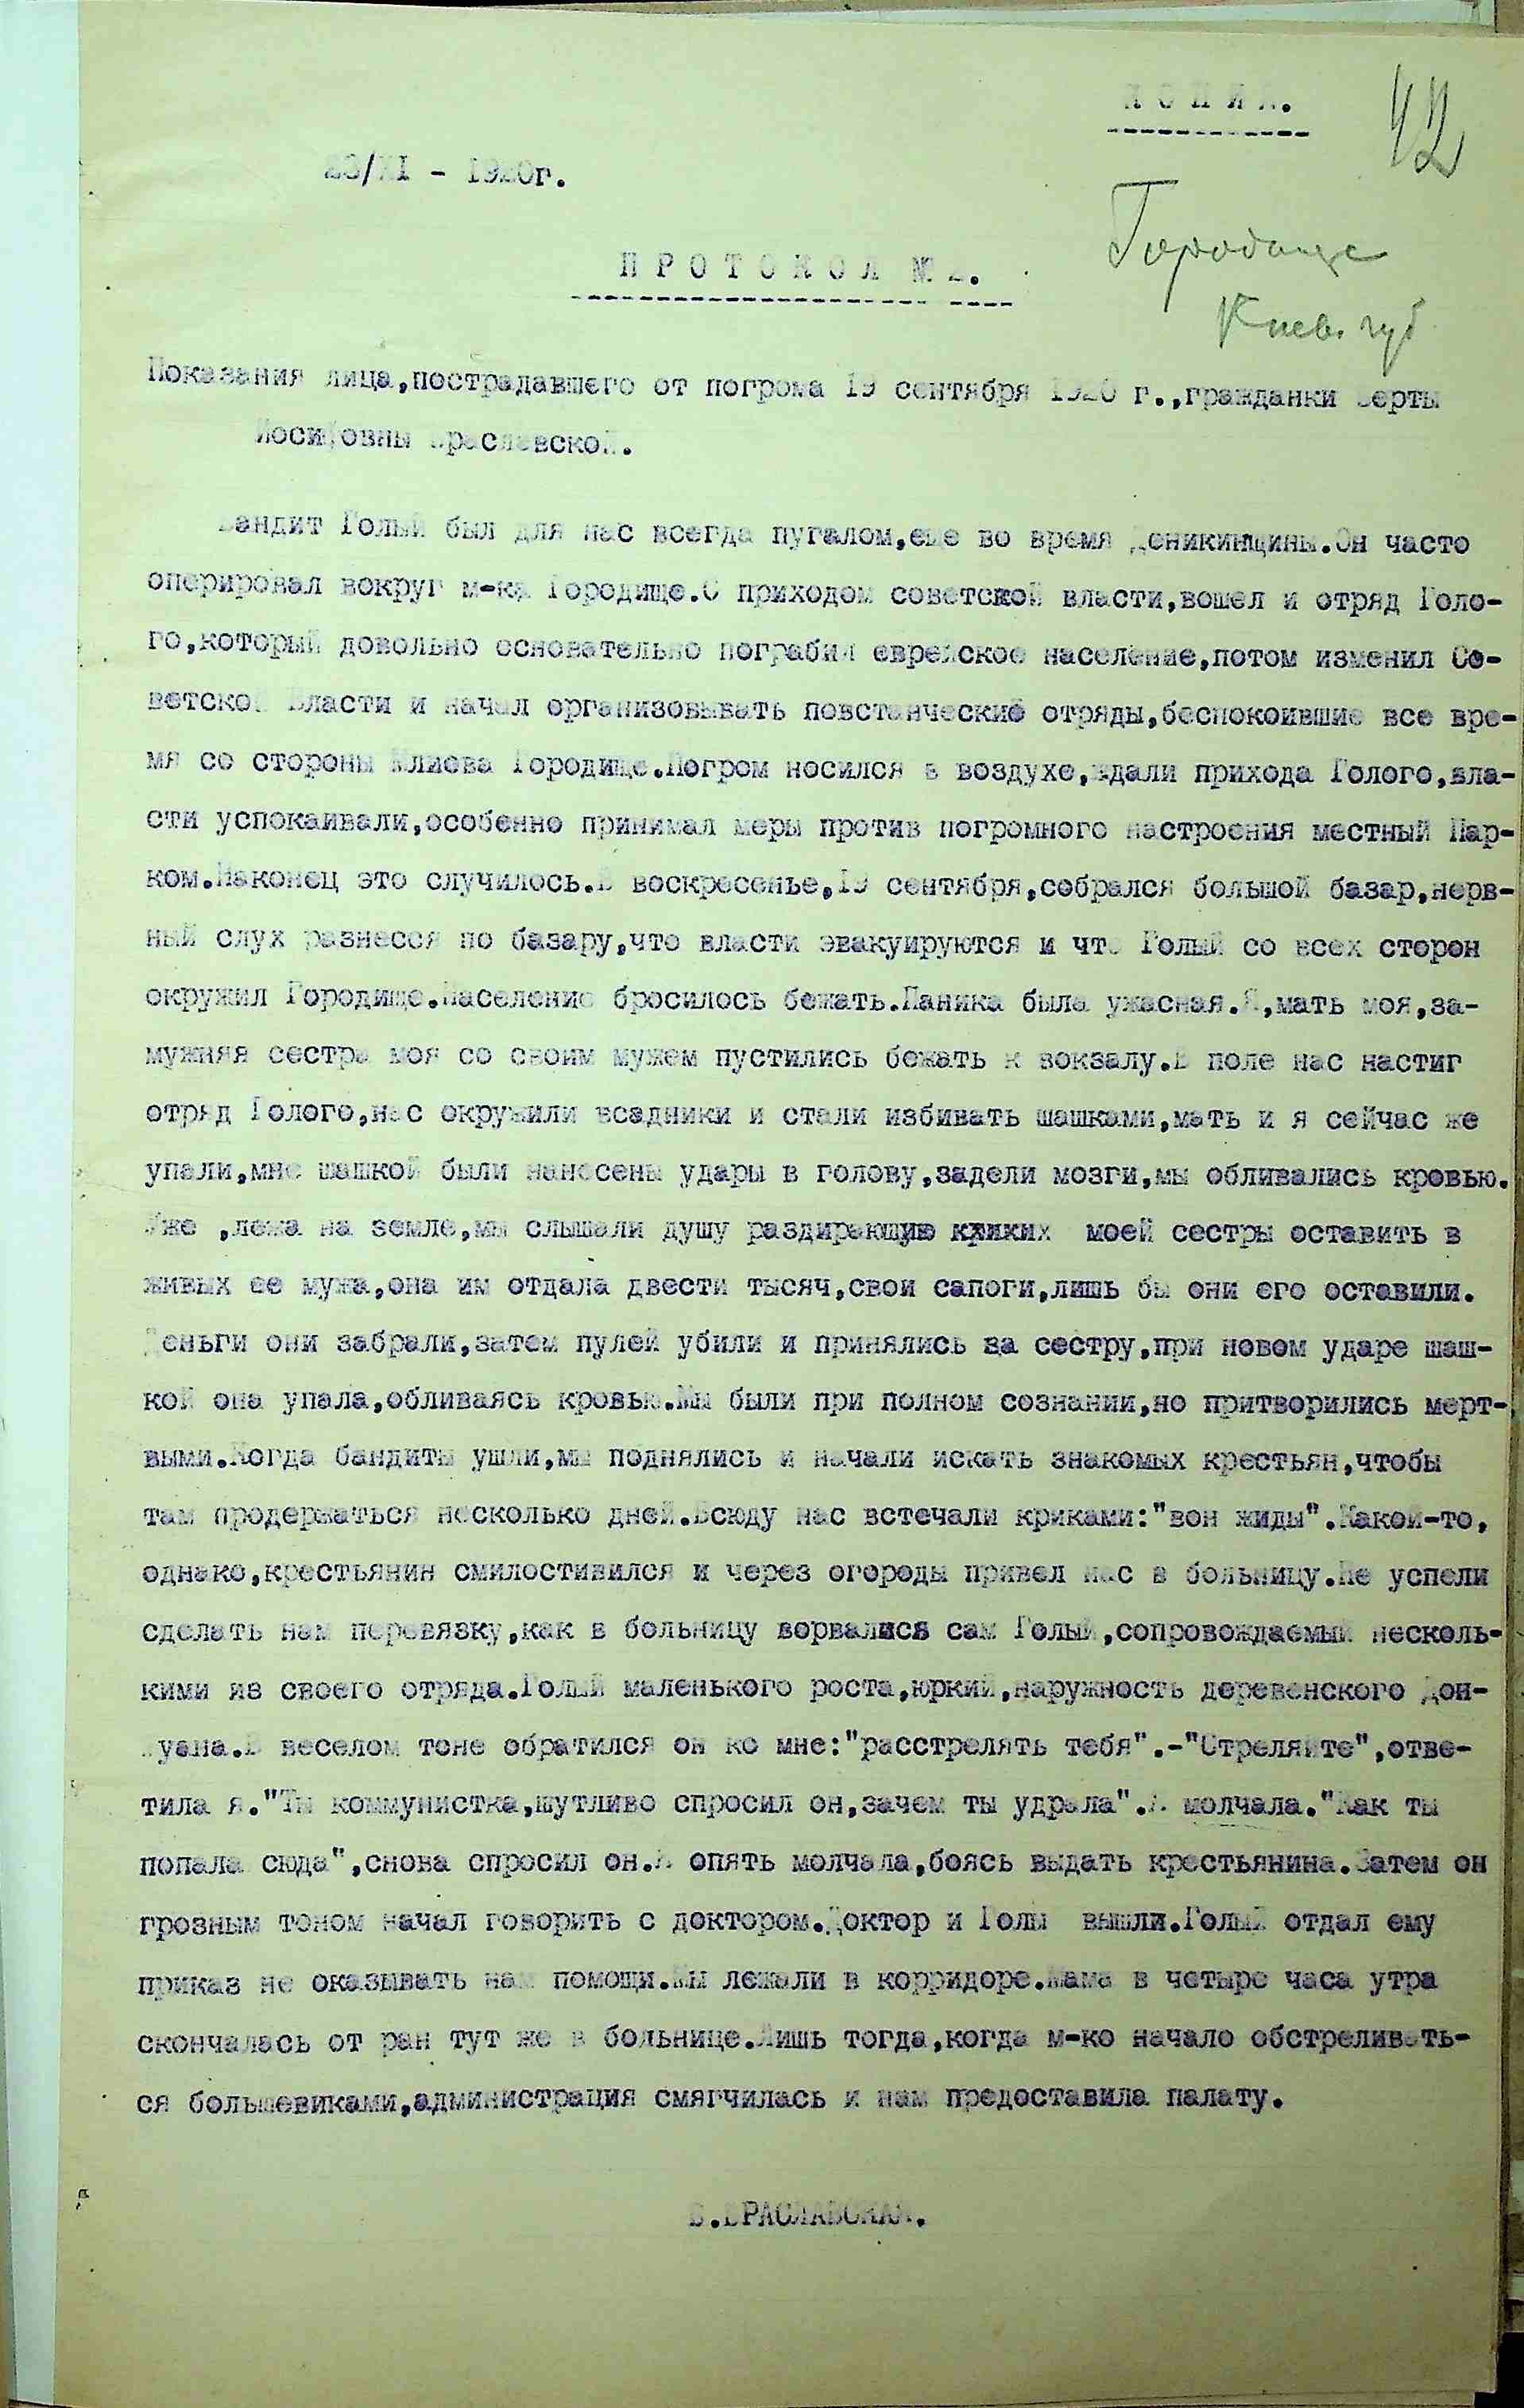 КОПИЯ.
42
23/XI - 1920г.
ПРОТОКОЛ №
Городище
Киев. губ
Показания лица,пострадавшего от погрома 19 сентября 1920 г.,гражданки Берты
Иосифовны Браславской.
Бандит Голый был для нас всегда пугалом,еще во время Деникинщины.Он часто
оперировал вокруг м-ка Городище.С приходом советской власти,вошел и отряд Голо-
го,который довольно основательно пограбил еврейское население,потом изменил Со-
ветской Власти и начал организовывать повстанческие отряды,беспокоившие все вре-
мя со стороны Млиева Городище.Погром носился в воздухе,ждали прихода Голого,вла-
сти успокаивали,особенно принимал меры против погромного настроения местный Пар-
ком.Наконец это случилось.В воскресенье,19 сентября,собрался большой базар,нерв-
ный слух разнесся по базару,что власти эвакуируются и что Голый со всех сторон
окружил Городище.Население бросилось бежать.Паника была ужасная.Я,мать моя,за-
мужняя сестра моя со своим мужем пустились бежать к вокзалу.В поле нас настиг
отряд Голого,нас окружили всадники и стали избивать шашками,мать и я сейчас же
упали,мне шашкой были нанесены удары в голову,задели мозги,мы обливались кровью.
Уже ,лежа на земле,мы слышали душу раздирающую крики моей сестры оставить в
живых ее мужа,она им отдала двести тысяч,свои сапоги,лишь бы они его оставили.
Деньги они забрали,затем пулей убили и принялись за сестру,при новом ударе шаш-
кой она упала,обливаясь кровью.Мы были при полном сознании,но притворились мерт-
выми.Когда бандиты ушли,мы поднялись и начали искать знакомых крестьян,чтобы
там продержаться несколько дней.Всюду нас встечали криками:"вон жиды".Какой-то,
однако,крестьянин смилостивился и через огороды привел нас в больницу.Не успели
сделать нам перевязку,как в больницу ворвался сам Голый,сопровождаемый несколь-
кими из своего отряда.Голый маленького роста,юркий,наружность деревенского Дон-
Жуана.В веселом тоне обратился он ко мне:"расстрелять тебя".-"Стреляйте",отве-
тила я."Ты коммунистка,шутливо спросил он,зачем ты удрала".Я молчала."Как ты
попала сюда",снова спросил он.Я опять молчала,боясь выдать крестьянина.Затем он
грозным тоном начал говорить с доктором.Доктор и Голы вышли.Голый отдал ему
приказ не оказывать нам помощи.Мы лежали в корридоре.Мама в четыре часа утра
скончалась от ран тут же в больнице.Лишь тогда,когда м-ко начало обстреливать-
ся большевиками,администрация смягчилась и нам предоставила палату.
Б.БРАСЛАВСКАЯ.